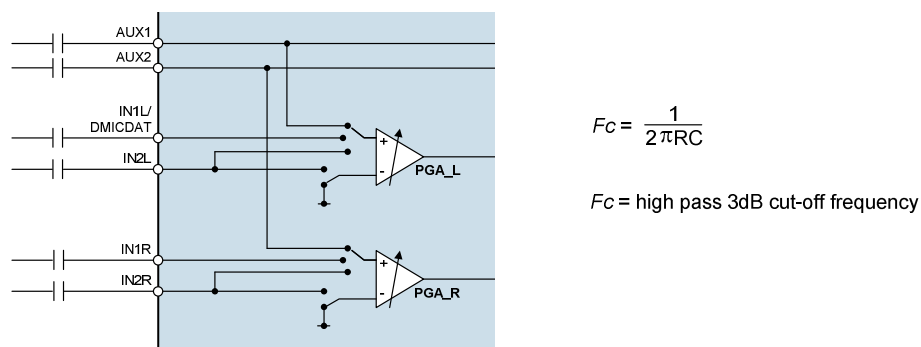 AUX1
AUX2
IN1L/
DMICDAT
IN2L
+
-
PGA_L
IN1R
IN2R
+
-
PGA_R
Fc = 1
2πRC
Fc = high pass 3dB cut-off frequency